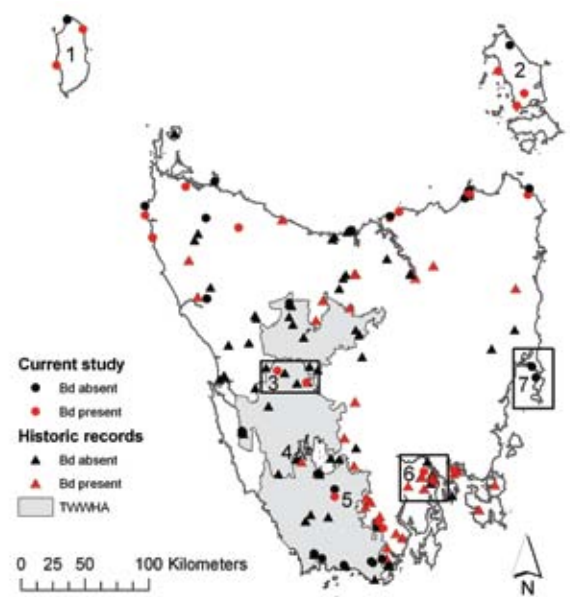 1
2
3
7
4
6
5
Current study
Bd absent
Bd present
Historic records
Bd absent
Bd present
TWWHA
0 25 50 100 Kilometers
N